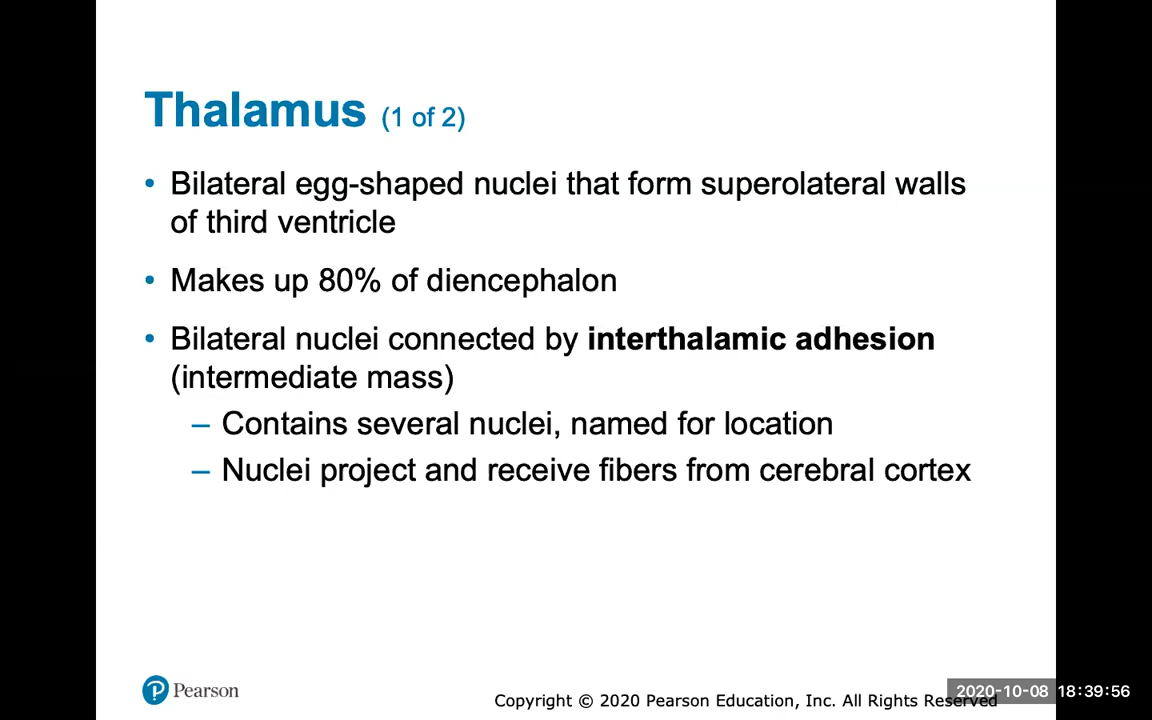 Thalamus (1 of 2)
• Bilateral egg-shaped nuclei that form superolateral walls
of third ventricle
• Makes up 80% of diencephalon
• Bilateral nuclei connected by interthalamic adhesion
(intermediate mass)
– Contains several nuclei, named for location
– Nuclei project and receive fibers from cerebral cortex
Pearson
Copyright © 2020 Pearson Education, Inc. All Rights Reserved
2020-10-08 18:39:56